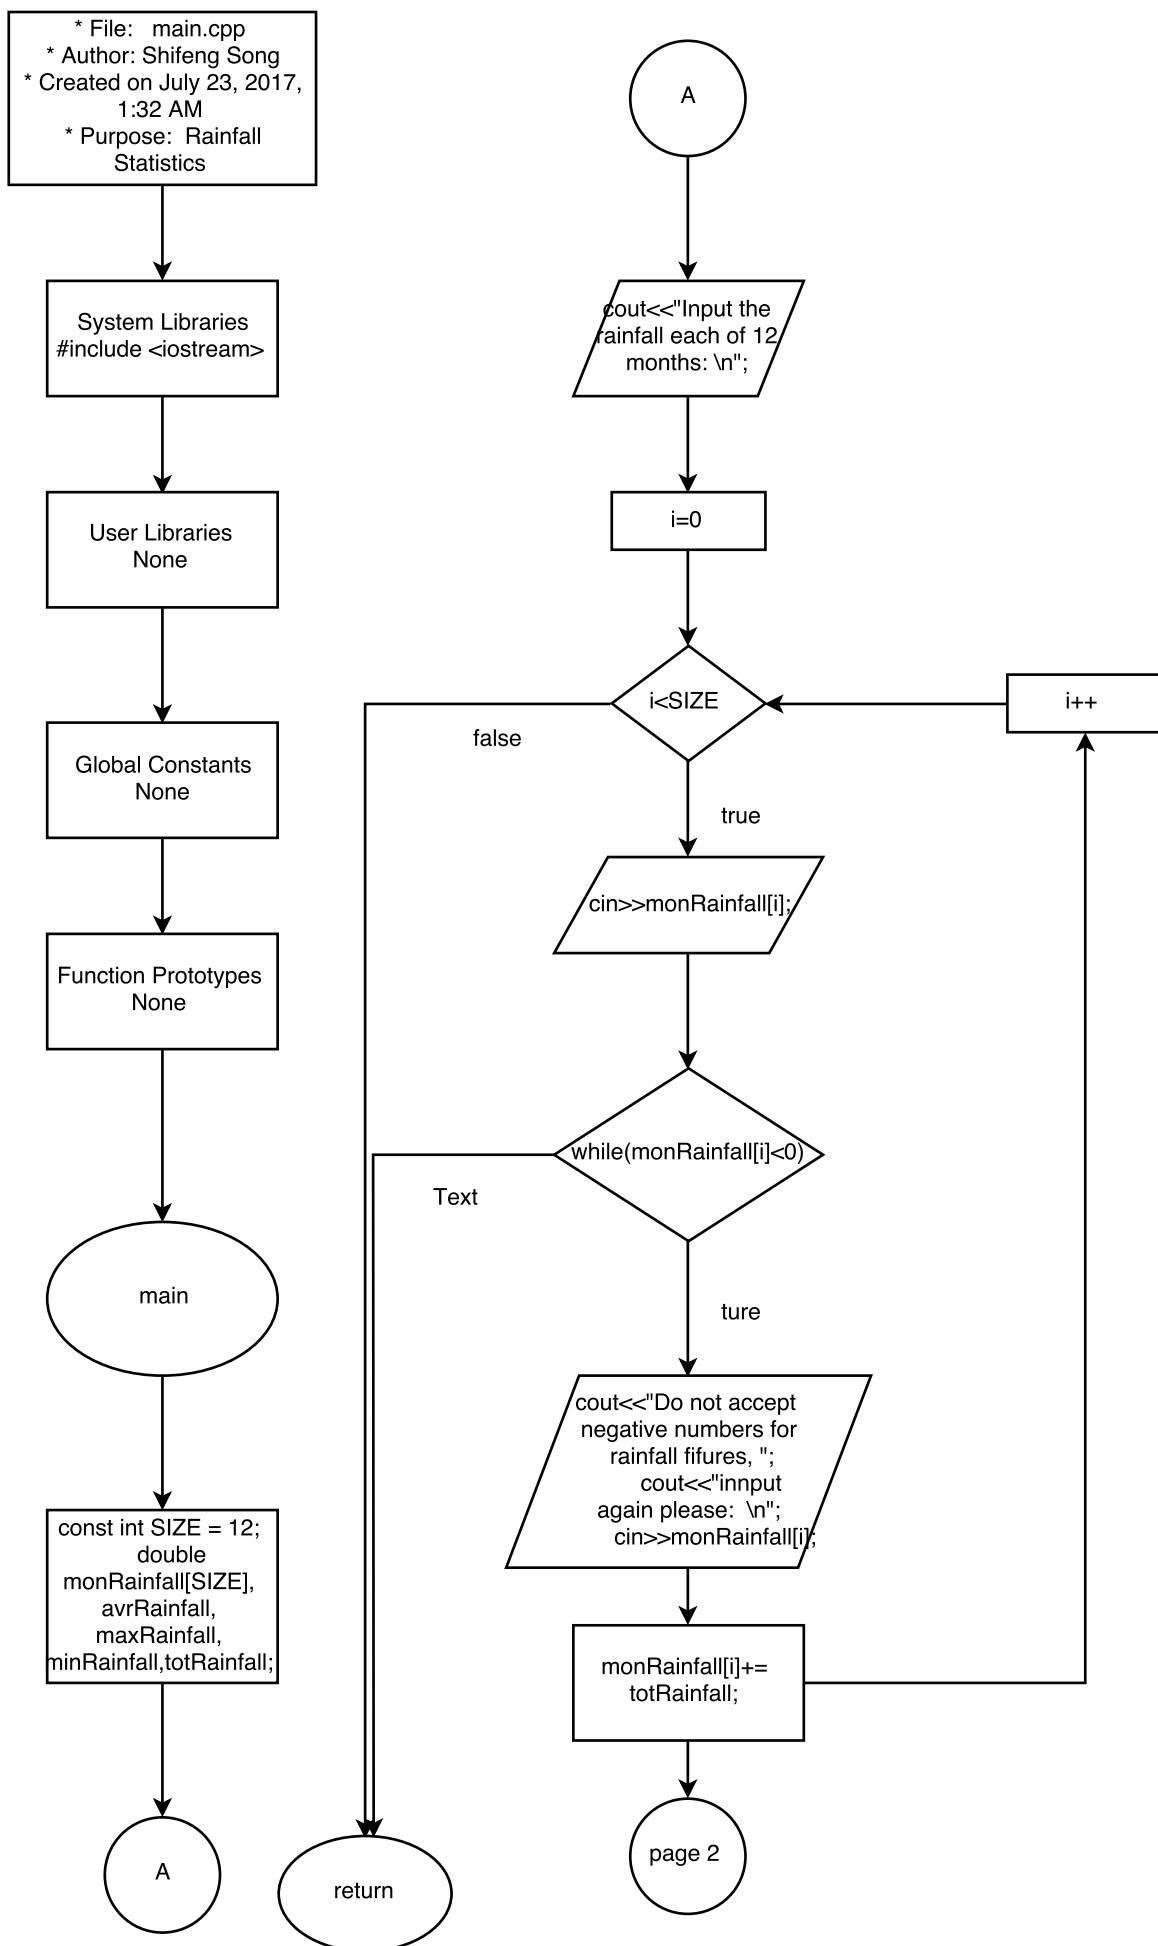 * File:   main.cpp
* Author: Shifeng Song
* Created on July 23, 2017,
1:32 AM
* Purpose:  Rainfall
Statistics
System Libraries
#include <iostream>
User Libraries
None
Global Constants
None
Function Prototypes
None
main
const int SIZE = 12;
double
monRainfall[SIZE],
avrRainfall,
maxRainfall,
minRainfall,totRainfall;
A
A
cout<<"Input the
rainfall each of 12
months: \n";
i=0
i<SIZE
i++
false
true
cin>>monRainfall[i];
while(monRainfall[i]<0)
Text
ture
cout<<"Do not accept
negative numbers for
rainfall fifures, ";
cout<<"innput
again please:  \n";
cin>>monRainfall[i];
monRainfall[i]+=
totRainfall;
page 2
return